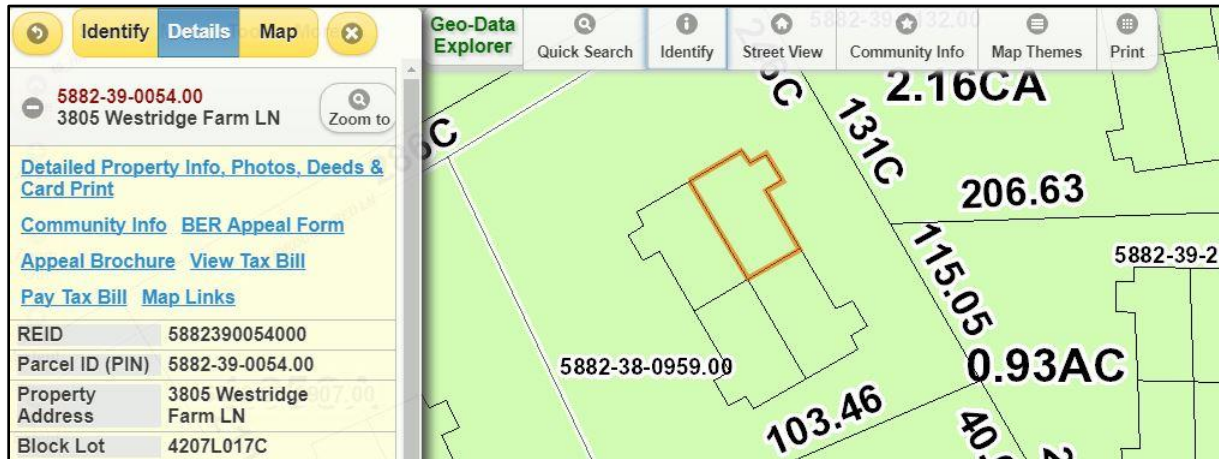 Identify
Details
Map
5882-39-0054.00
3805 Westridge Farm LN
Zoom to
Detailed Property Info, Photos, Deeds &
Card Print
Community Info BER Appeal Form
Appeal Brochure View Tax Bill
Pay Tax Bill Map Links
REID 5882390054000
Parcel ID (PIN) 5882-39-0054.00
Property
Address
3805 Westridge
Farm LN
Block Lot 4207L017C
Geo-Data
Explorer
Quick Search
Identify
Street View
Community Info
Map Themes
Print
2.16CA
131C
206.63
115.05
5882-39-2
5882-38-0959.00
0.93AC
103.46